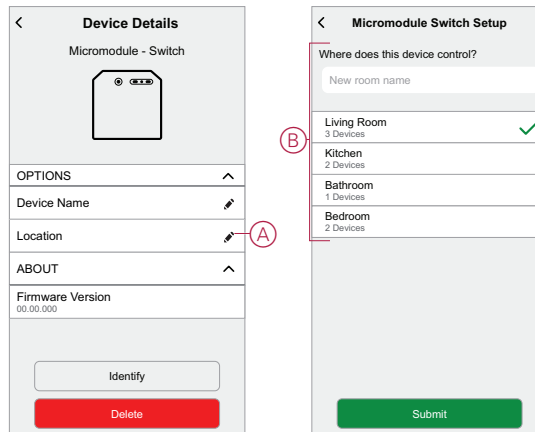 Device Details
Micromodule - Switch
OPTIONS
Device Name
Location
A
ABOUT
Firmware Version
00.00.000
Identify
Delete
Micromodule Switch Setup
Where does this device control?
New room name
B
Living Room
3 Devices
Kitchen
2 Devices
Bathroom
1 Devices
Bedroom
2 Devices
Submit